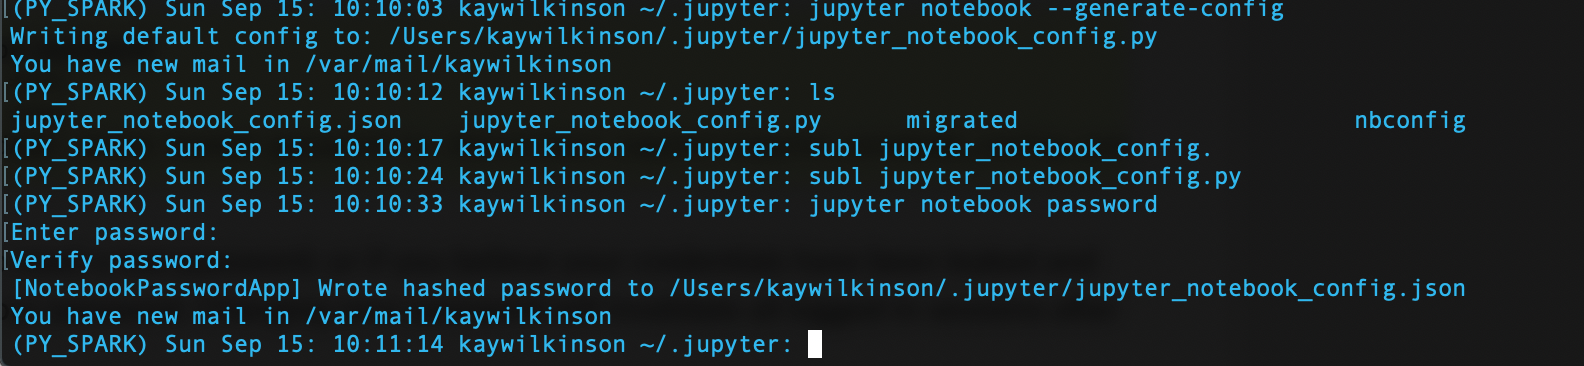 (PY_SPARK) Sun Sep 15: 10:10:03 kaywilkinson ~/.jupyter: jupyter notebook --generate-config
Writing default config to: /Users/kaywilkinson/.jupyter/jupyter_notebook_config.py
You have new mail in /var/mail/kaywilkinson
[(PY_SPARK) Sun Sep 15: 10:10:12 kaywilkinson ~/.jupyter: ls
jupyter_notebook_config.json jupyter_notebook_config.py migrated nbconfig
[(PY_SPARK) Sun Sep 15: 10:10:17 kaywilkinson ~/.jupyter: subl jupyter_notebook_config.
[(PY_SPARK) Sun Sep 15: 10:10:24 kaywilkinson ~/.jupyter: subl jupyter_notebook_config.py
[(PY_SPARK) Sun Sep 15: 10:10:33 kaywilkinson ~/.jupyter: jupyter notebook password
[Enter password:
[Verify password:
[NotebookPasswordApp] Wrote hashed password to /Users/kaywilkinson/.jupyter/jupyter_notebook_config.json
You have new mail in /var/mail/kaywilkinson
(PY_SPARK) Sun Sep 15: 10:11:14 kaywilkinson ~/.jupyter: